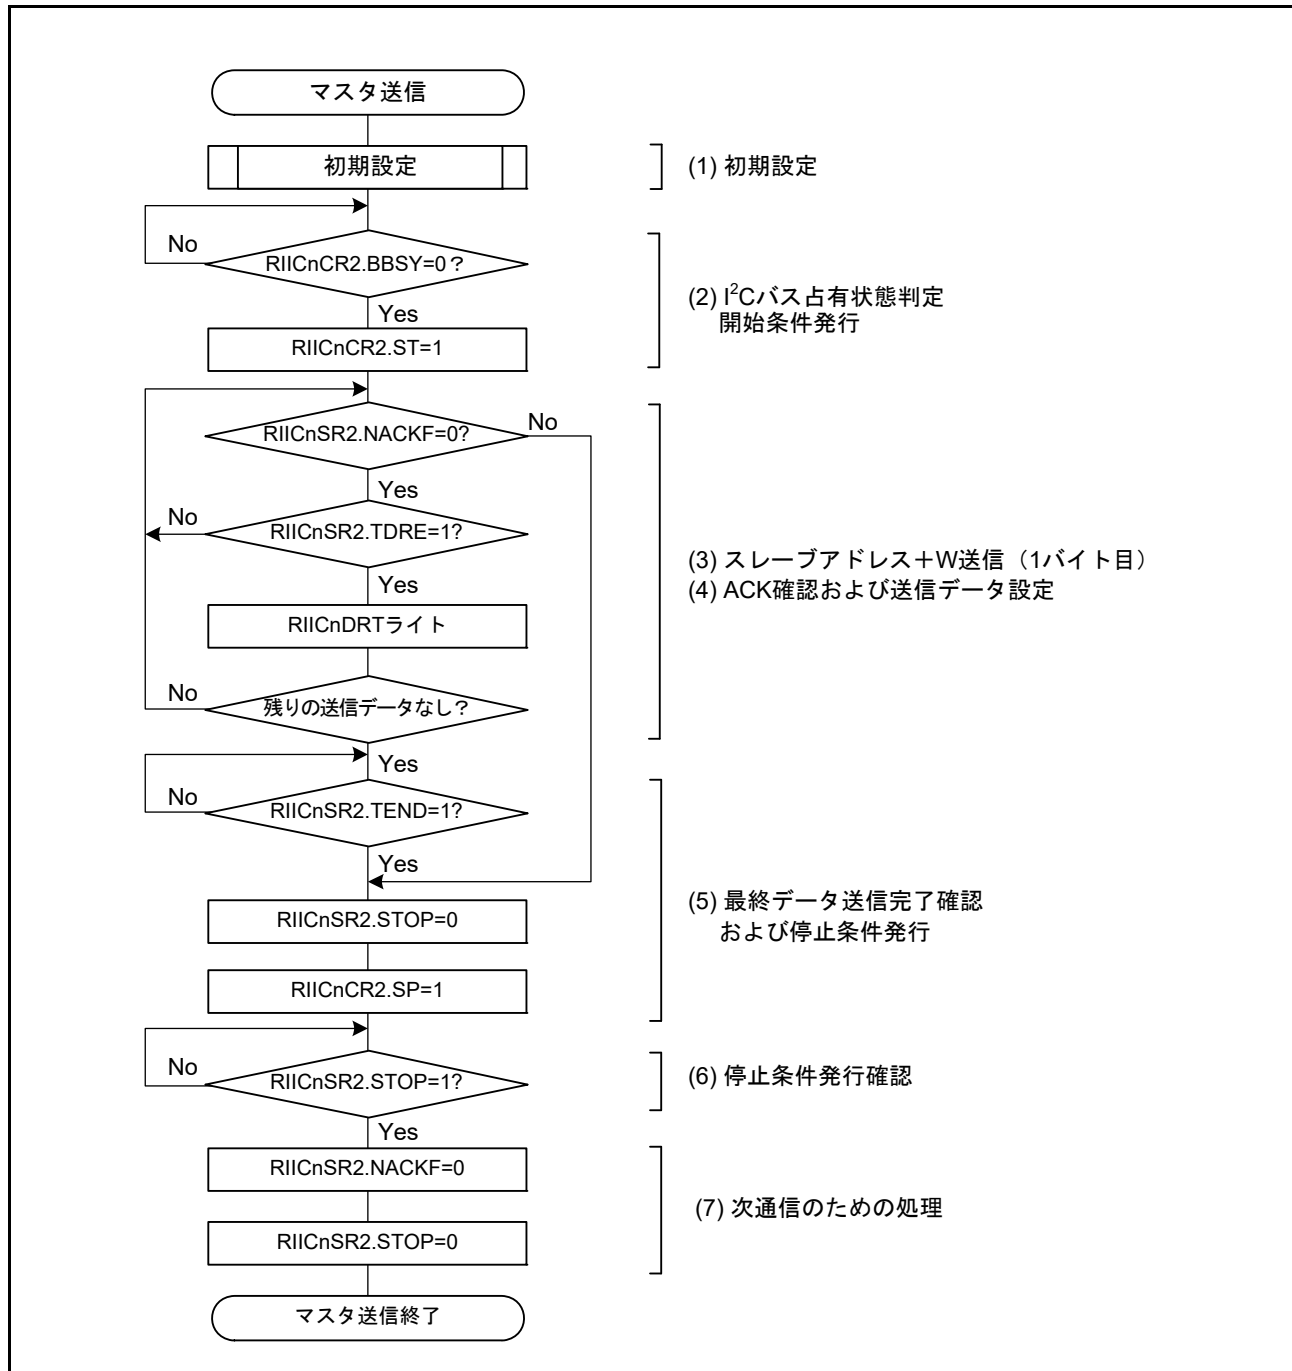 マスタ送信
初期設定
(1) 初期設定
No
RIICnCR2.BBSY=0？
Yes
(2) I²Cバス占有状態判定
開始条件発行
RIICnCR2.ST=1
RIICnSR2.NACKF=0?
No
Yes
No
RIICnSR2.TDRE=1?
Yes
(3) スレーブアドレス＋W送信（1バイト目）
(4) ACK確認および送信データ設定
RIICnDRTライト
No
残りの送信データなし？
Yes
No
RIICnSR2.TEND=1?
Yes
RIICnSR2.STOP=0
(5) 最終データ送信完了確認
および停止条件発行
RIICnCR2.SP=1
No
RIICnSR2.STOP=1?
(6) 停止条件発行確認
Yes
RIICnSR2.NACKF=0
(7) 次通信のための処理
RIICnSR2.STOP=0
マスタ送信終了